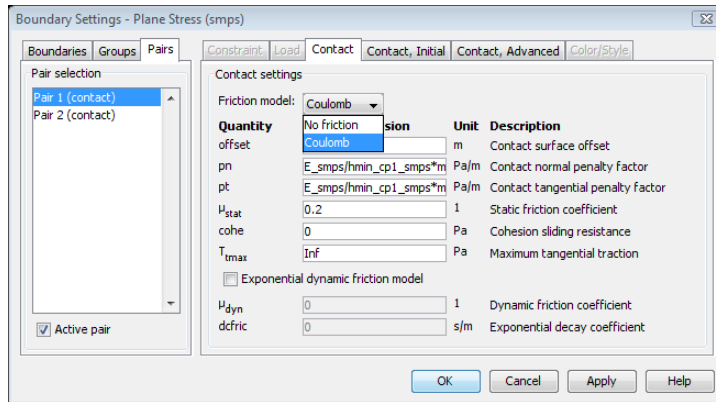 Boundary Settings - Plane Stress (smps)
Boundaries Groups Pairs
Constraint Load Contact Contact, Initial Contact, Advanced Color/Style
Pair selection
Pair 1 (contact)
Pair 2 (contact)
Active pair
Contact settings
Friction model: Coulomb
No friction
Coulomb
Quantity sion Unit Description
offset m Contact surface offset
pn E_smps/hmin_cp1_smps*m Pa/m Contact normal penalty factor
pt E_smps/hmin_cp1_smps*m Pa/m Contact tangential penalty factor
μstat 0.2 1 Static friction coefficient
cohe 0 Pa Cohesion sliding resistance
Ttmax Inf Pa Maximum tangential traction
Exponential dynamic friction model
μdyn 0 1 Dynamic friction coefficient
dcfric 0 s/m Exponential decay coefficient
OK Cancel Apply Help